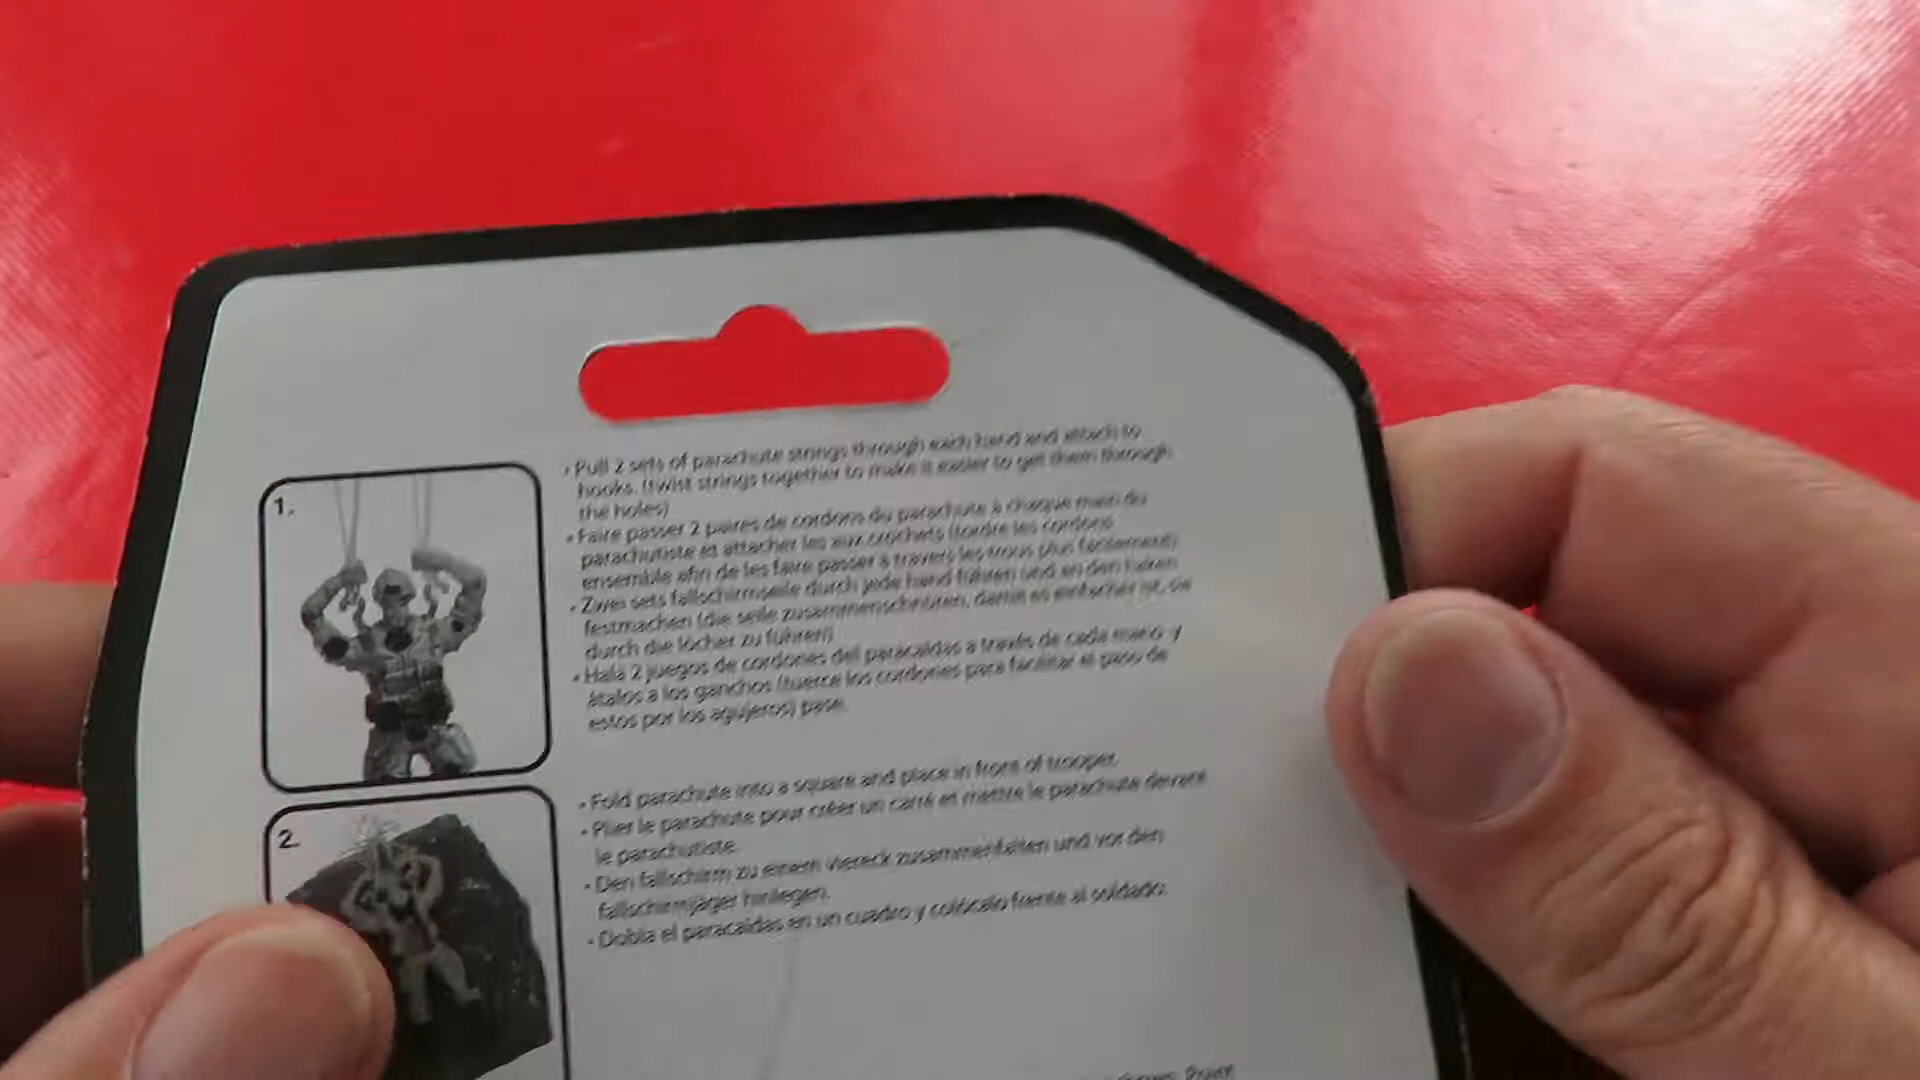 1.
• Pull 2 sets of parachute strings through each hand and attach to
hooks. (twist strings together to make it easier to get them through
the holes)
• Faire passer 2 paires de cordons du parachute à chaque main du
parachutiste et attacher les aux crochets (tordre les cordons
ensemble afin de les faire passer à travers les trous plus facilement)
• Zwei sets fallschirmseile durch jede hand führen und an den haken
festmachen (die seile zusammenschnüren, damit es einfacher ist, sie
durch die löcher zu führen)
• Hala 2 juegos de cordones del paracaídas a través de cada mano y
átalos a los ganchos (tuerce los cordones para facilitar el paso de
estos por los agujeros) pase.
2.
• Fold parachute into a square and place in front of trooper.
• Plier le parachute pour créer un carré et mettre le parachute devant
le parachutiste.
• Den fallschirm zu einem viereck zusammenfalten und vor den
fallschirmjäger hinlegen.
• Dobla el paracaídas en un cuadro y colócalo frente al soldado.